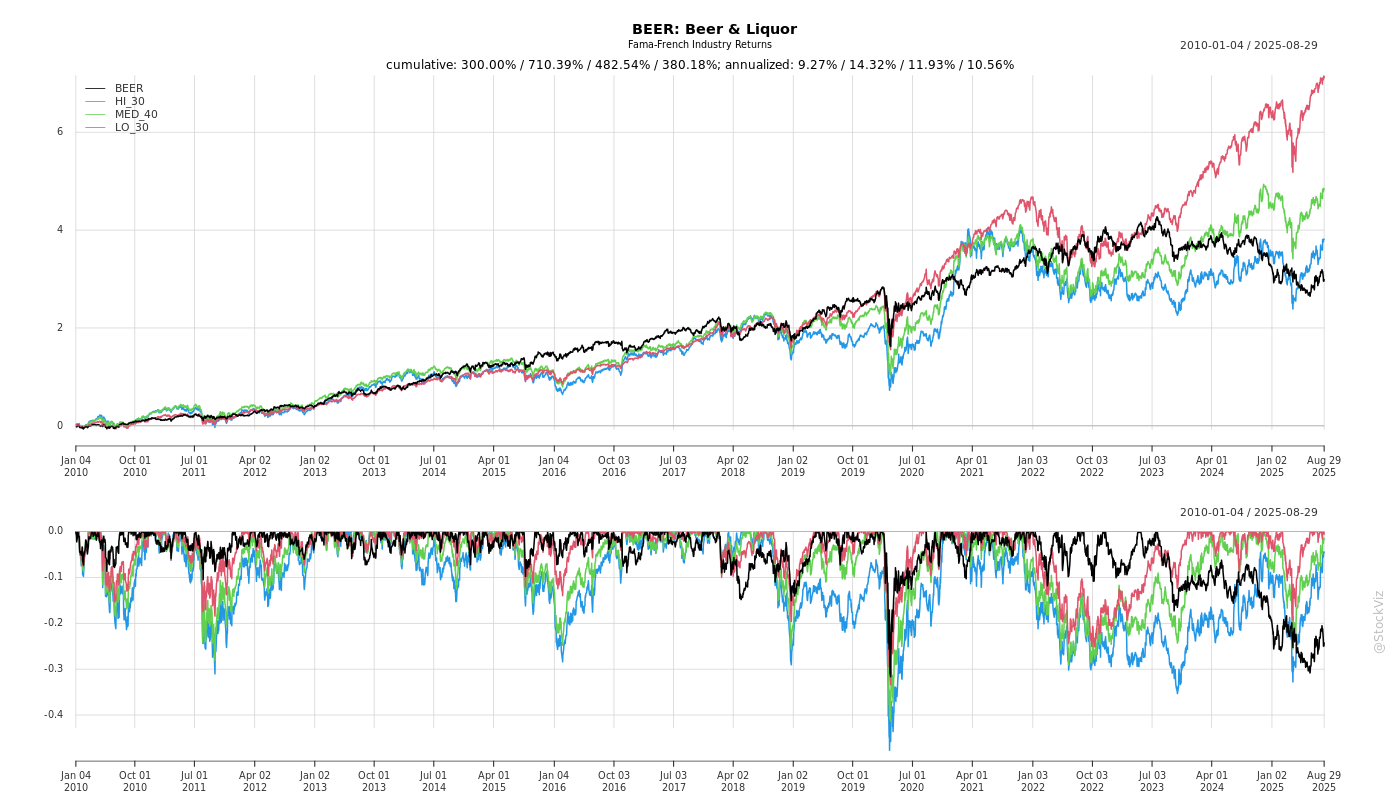 BEER: Beer & Liquor
Fama-French Industry Returns
2010-01-04 / 2025-08-29
cumulative: 300.00% / 710.39% / 482.54% / 380.18%; annualized: 9.27% / 14.32% / 11.93% / 10.56%
BEER
HI_30
MED_40
LO_30
6
4
2
0
Jan 04 Oct 01 Jul 01 Apr 02 Jan 02 Oct 01 Jul 01 Apr 01 Jan 04 Oct 03 Jul 03 Apr 02 Jan 02 Oct 01 Jul 01 Apr 01 Jan 03 Oct 03 Jul 03 Apr 01 Jan 02 Aug 29
2010 2010 2011 2012 2013 2013 2014 2015 2016 2016 2017 2018 2019 2019 2020 2021 2022 2022 2023 2024 2025 2025
2010-01-04 / 2025-08-29
0.0
-0.1
-0.2
-0.3
-0.4
Jan 04 Oct 01 Jul 01 Apr 02 Jan 02 Oct 01 Jul 01 Apr 01 Jan 04 Oct 03 Jul 03 Apr 02 Jan 02 Oct 01 Jul 01 Apr 01 Jan 03 Oct 03 Jul 03 Apr 01 Jan 02 Aug 29
2010 2010 2011 2012 2013 2013 2014 2015 2016 2016 2017 2018 2019 2019 2020 2021 2022 2022 2023 2024 2025 2025
@StockViz